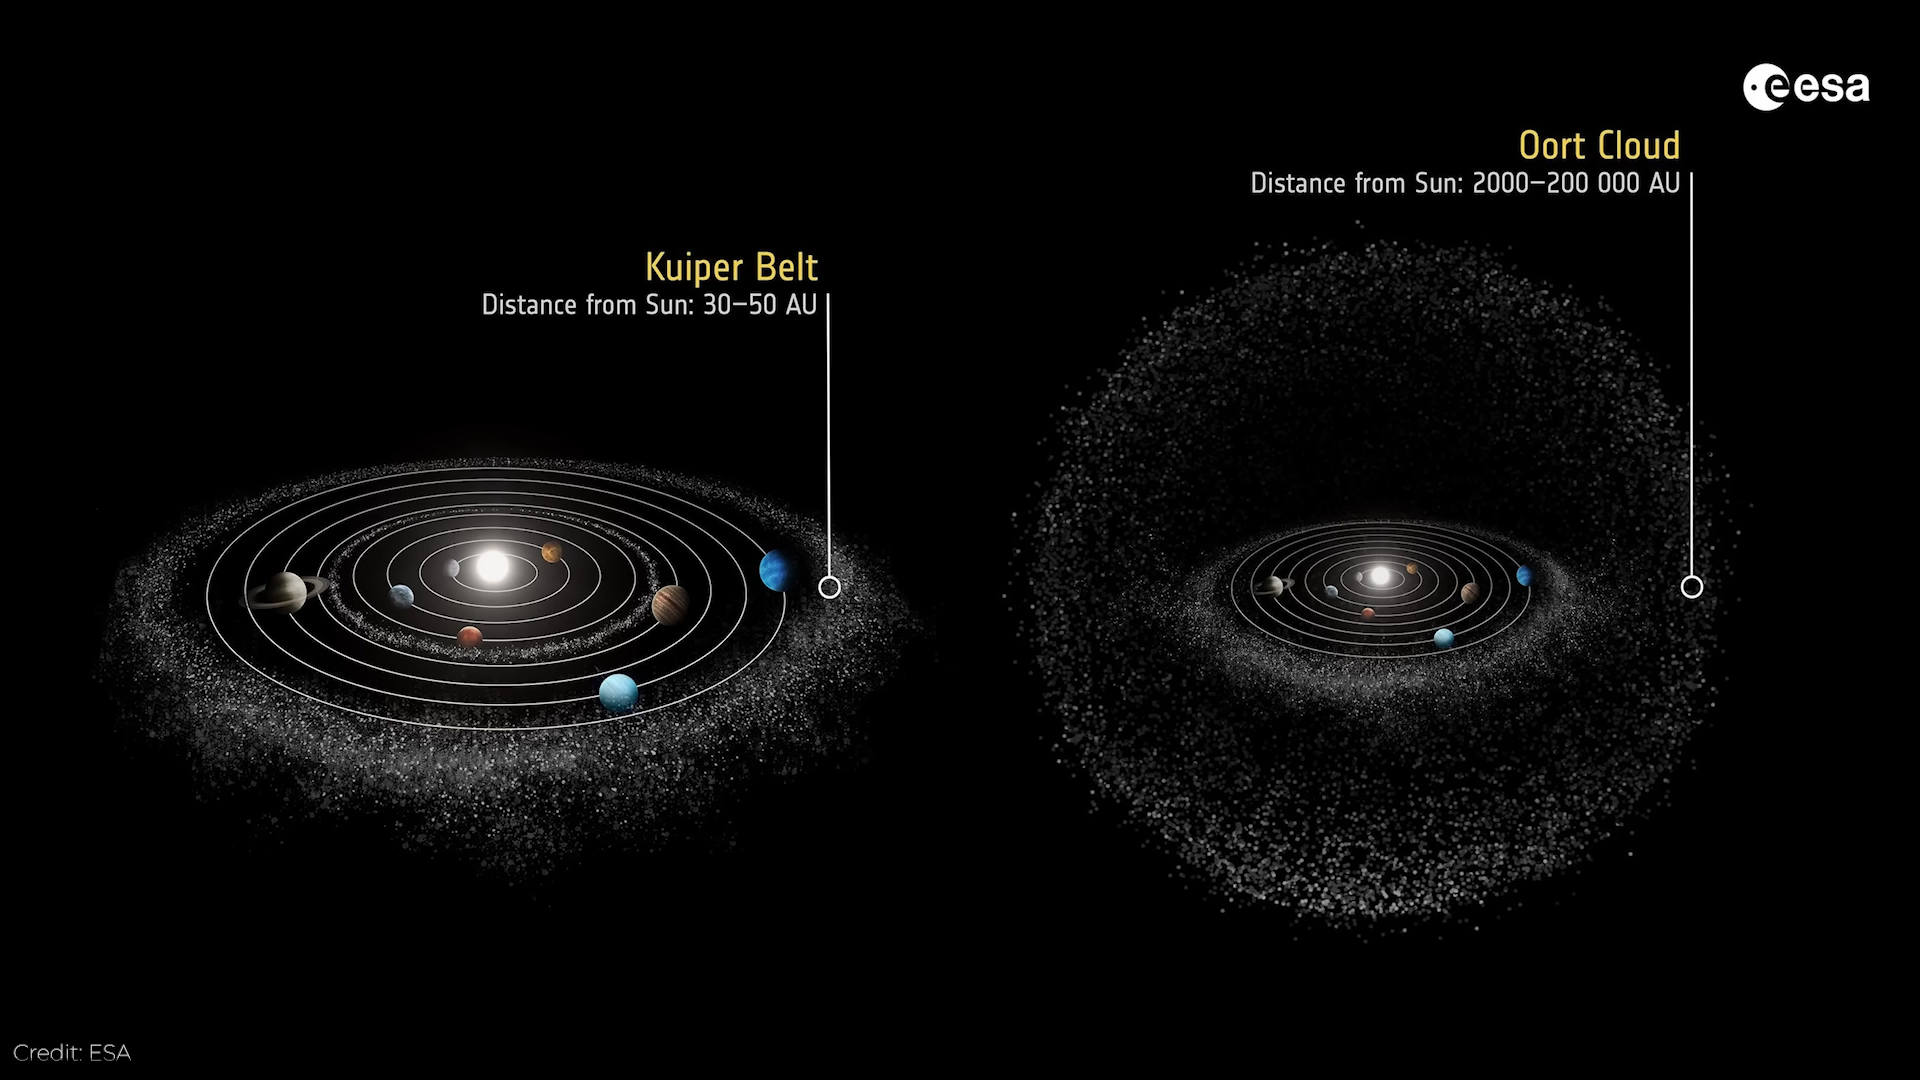 esa
Oort Cloud
Distance from Sun: 2000–200 000 AU
Kuiper Belt
Distance from Sun: 30–50 AU
Credit: ESA